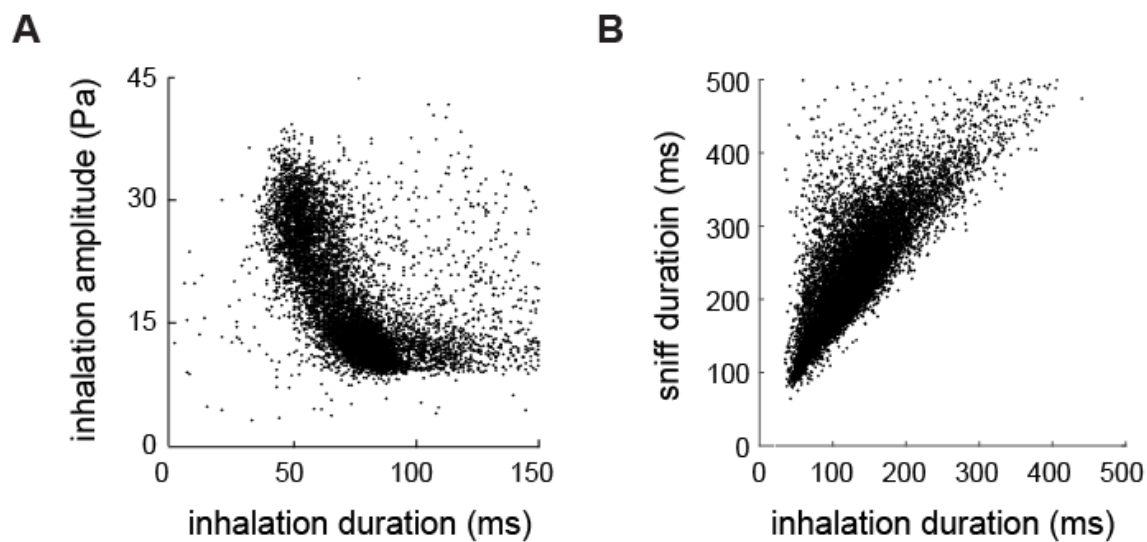 A
B
inhalation amplitude (Pa)
45
30
15
0
0 50 100 150
inhalation duration (ms)
sniff duratioin (ms)
500
400
300
200
100
0
0 100 200 300 400 500
inhalation duration (ms)